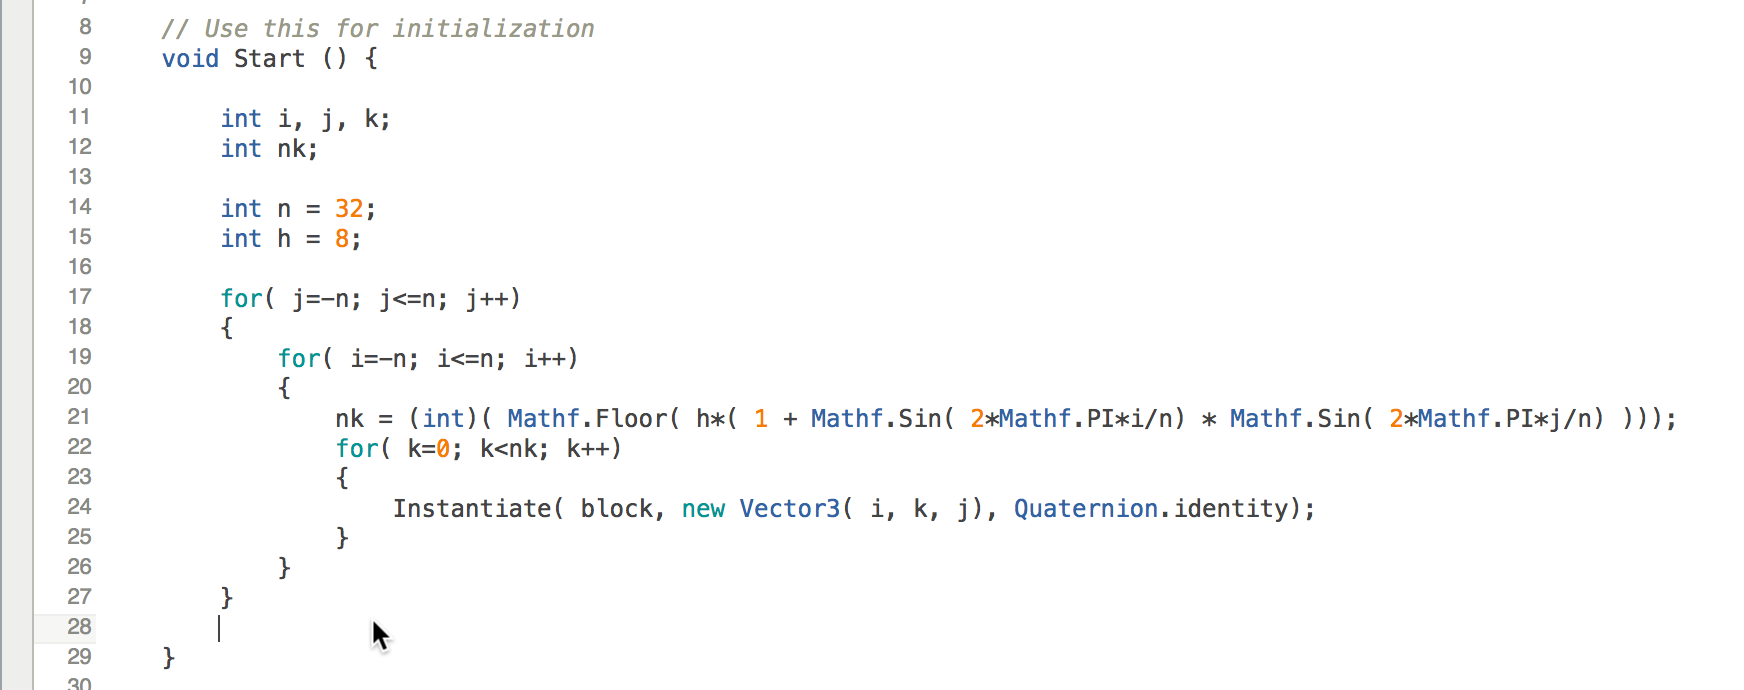 8 // Use this for initialization
9 void Start () {
10
11 int i, j, k;
12 int nk;
13
14 int n = 32;
15 int h = 8;
16
17 for( j=-n; j<=n; j++)
18 {
19 for( i=-n; i<=n; i++)
20 {
21 nk = (int)( Mathf.Floor( h*( 1 + Mathf.Sin( 2*Mathf.PI*i/n) * Mathf.Sin( 2*Mathf.PI*j/n) )));
22 for( k=0; k<nk; k++)
23 {
24 Instantiate( block, new Vector3( i, k, j), Quaternion.identity);
25 }
26 }
27 }
28
29 }
30